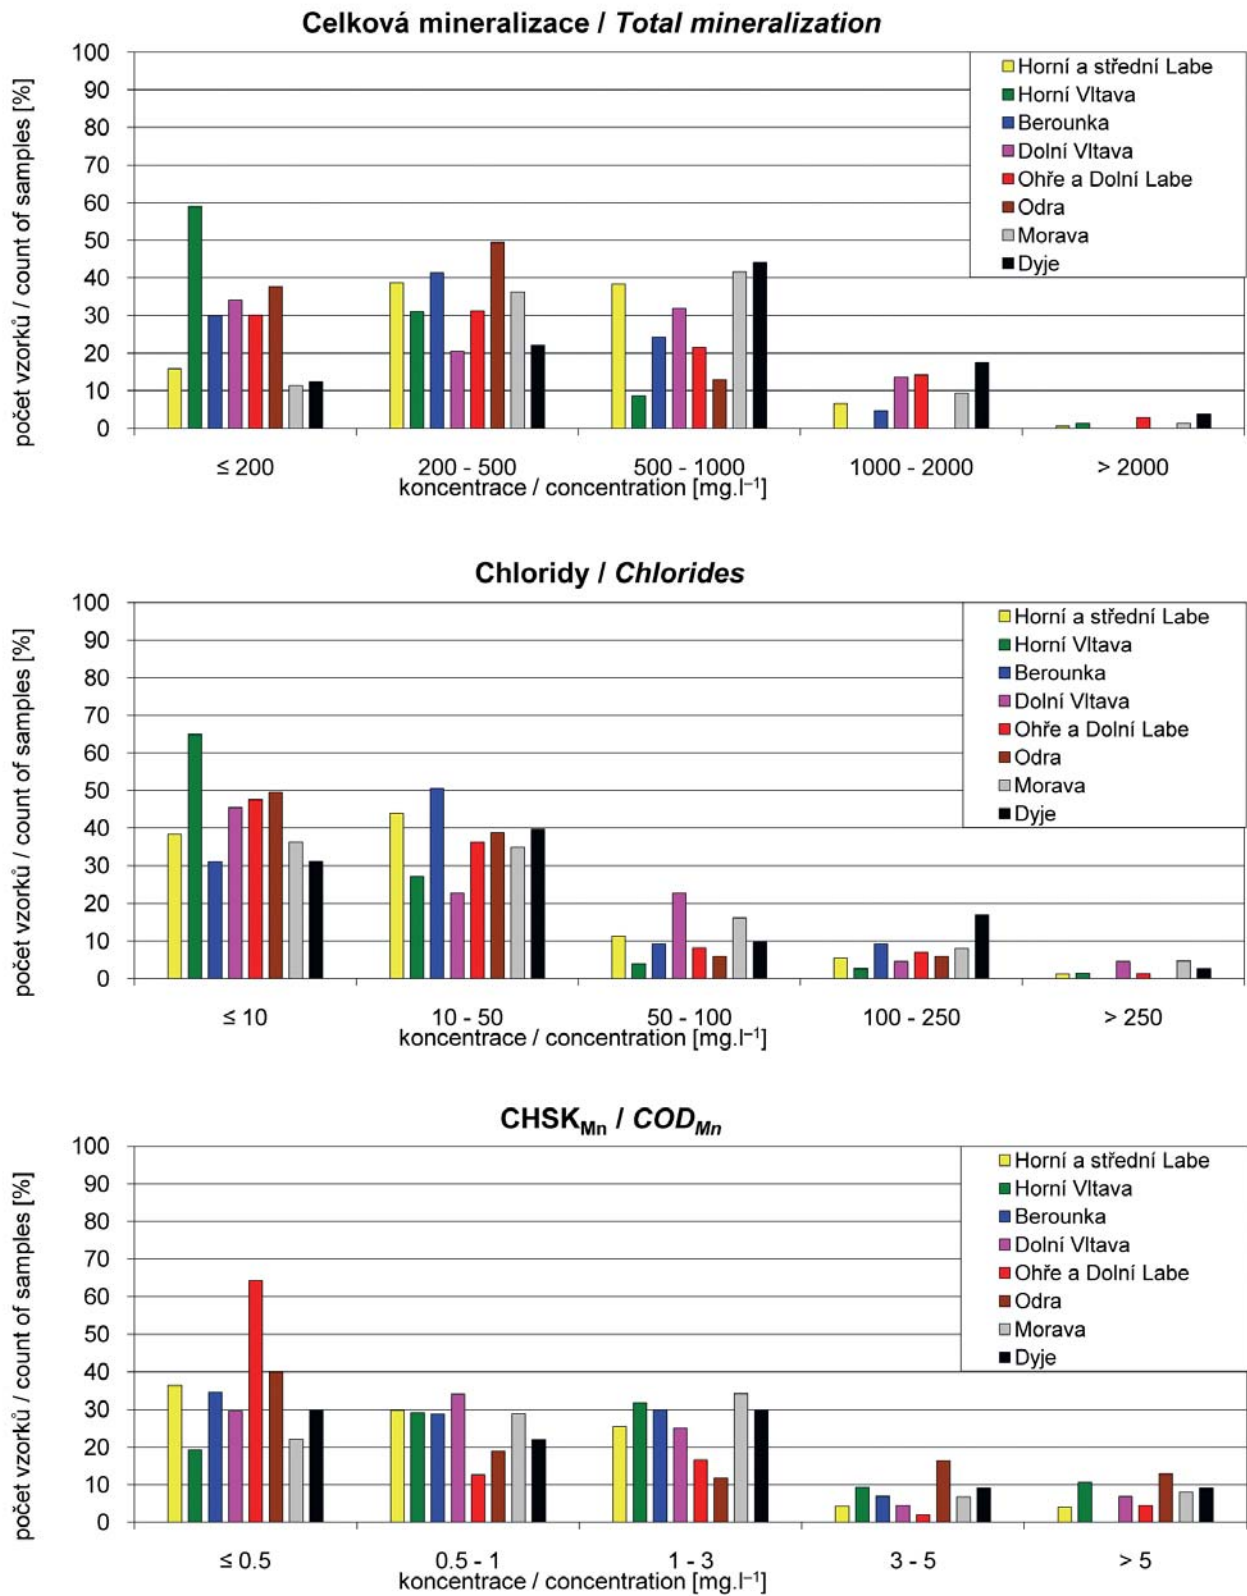 Celková mineralizace / Total mineralization
počet vzorků / count of samples [%]
100
90
80
70
60
50
40
30
20
10
0
Horní a střední Labe
Horní Vltava
Berounka
Dolní Vltava
Ohře a Dolní Labe
Odra
Morava
Dyje
≤ 200 200 - 500 500 - 1000 1000 - 2000 > 2000
koncentrace / concentration [mg.l⁻¹]
Chloridy / Chlorides
počet vzorků / count of samples [%]
100
90
80
70
60
50
40
30
20
10
0
Horní a střední Labe
Horní Vltava
Berounka
Dolní Vltava
Ohře a Dolní Labe
Odra
Morava
Dyje
≤ 10 10 - 50 50 - 100 100 - 250 > 250
koncentrace / concentration [mg.l⁻¹]
CHSK_Mn / COD_Mn
počet vzorků / count of samples [%]
100
90
80
70
60
50
40
30
20
10
0
Horní a střední Labe
Horní Vltava
Berounka
Dolní Vltava
Ohře a Dolní Labe
Odra
Morava
Dyje
≤ 0.5 0.5 - 1 1 - 3 3 - 5 > 5
koncentrace / concentration [mg.l⁻¹]